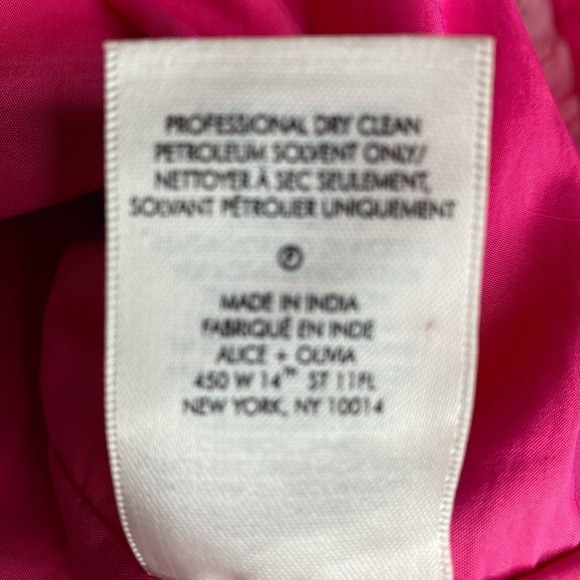 PROFESSIONAL DRY CLEAN
PETROLEUM SOLVENT ONLY/
NETTOYER À SEC SEULEMENT,
SOLVANT PÉTROLIER UNIQUEMENT
MADE IN INDIA
FABRIQUÉ EN INDE
ALICE + OLIVIA
450 W 14TH ST 11FL
NEW YORK, NY 10014